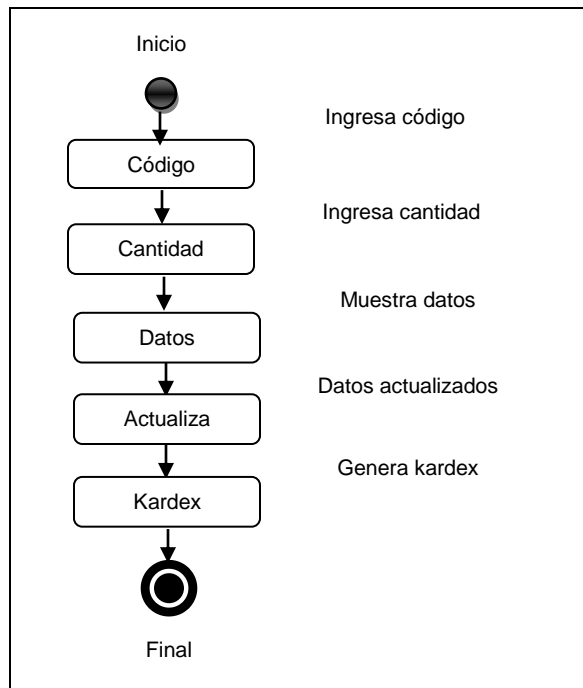 Inicio
Ingresa código
Código
Ingresa cantidad
Cantidad
Muestra datos
Datos
Datos actualizados
Actualiza
Genera kardex
Kardex
Final